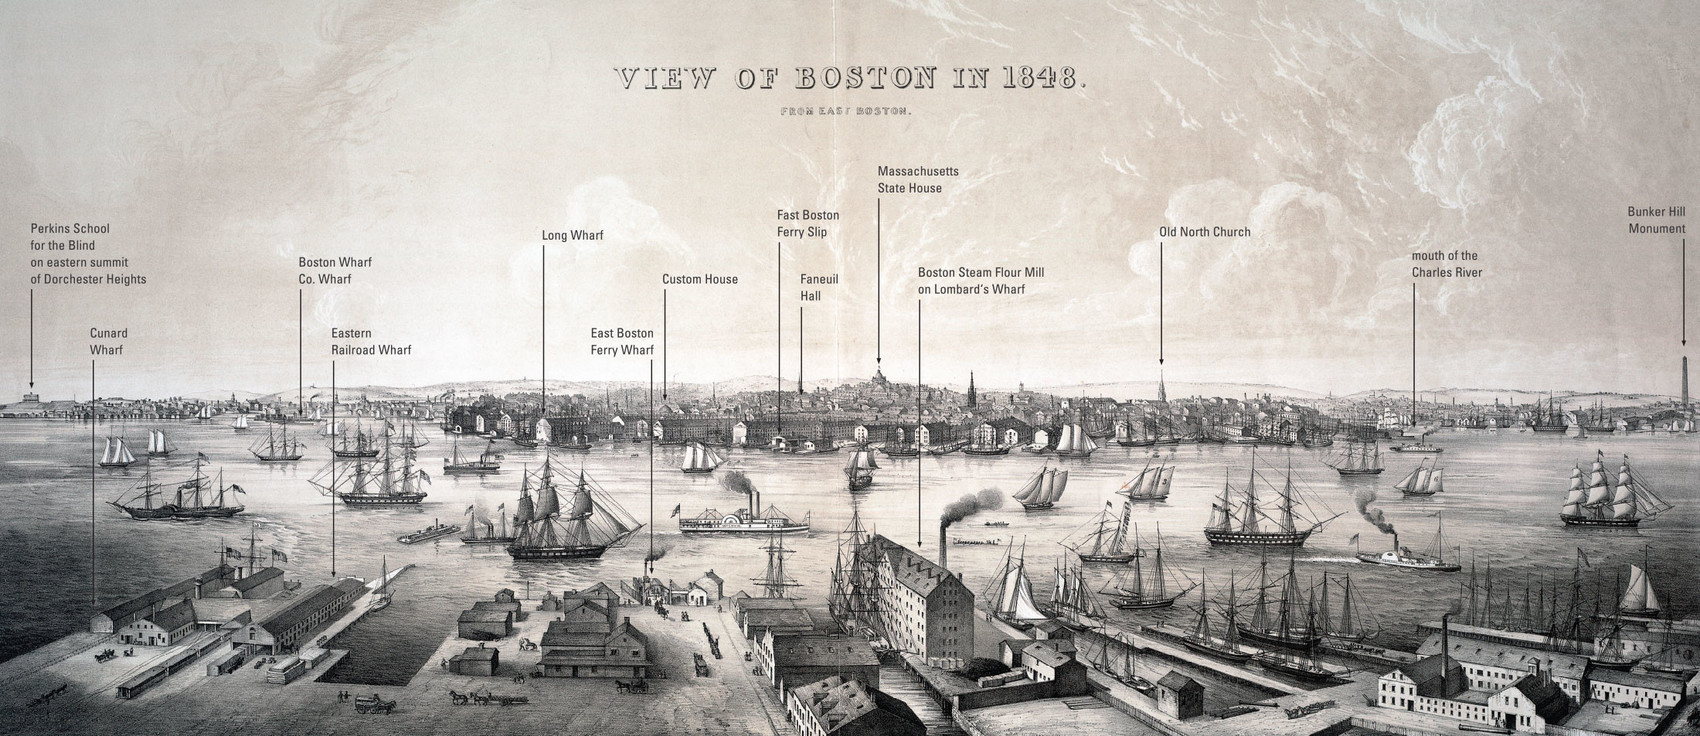 VIEW OF BOSTON IN 1848.
FROM EAST BOSTON.
Massachusetts
State House
Fast Boston
Ferry Slip
Bunker Hill
Monument
Perkins School
for the Blind
on eastern summit
of Dorchester Heights
Long Wharf
Old North Church
mouth of the
Charles River
Boston Wharf
Co. Wharf
Custom House
Faneuil
Hall
Boston Steam Flour Mill
on Lombard's Wharf
Cunard
Wharf
Eastern
Railroad Wharf
East Boston
Ferry Wharf